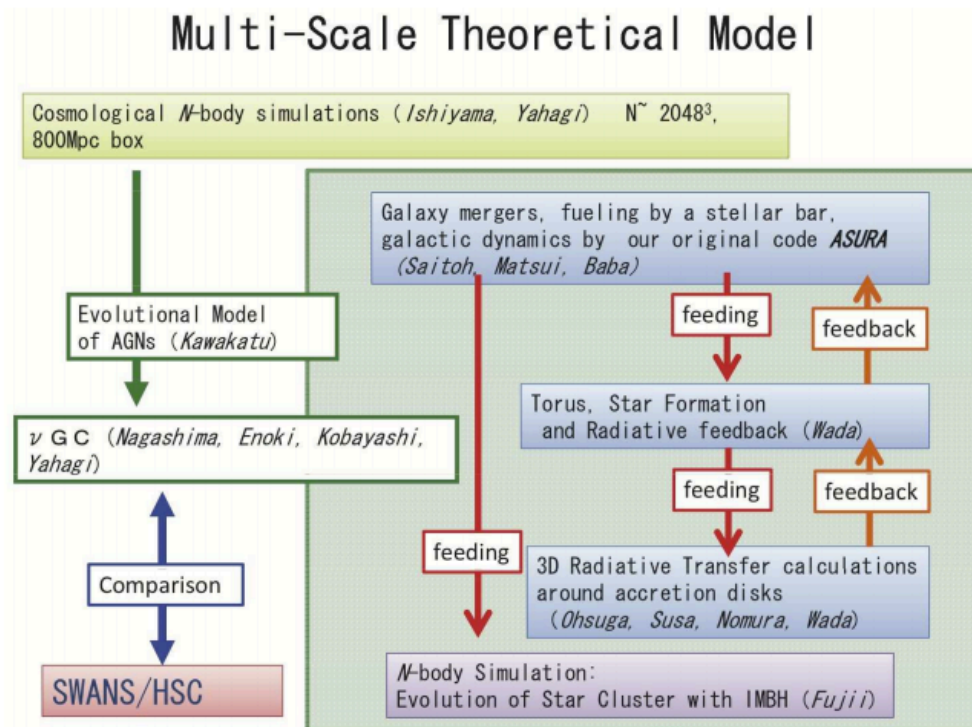 Multi-Scale Theoretical Model
Cosmological N-body simulations (Ishiyama, Yahagi)  N~ 2048³,
800Mpc box
Galaxy mergers, fueling by a stellar bar,
galactic dynamics by our original code ASURA
(Saitoh, Matsui, Baba)
Evolutional Model
of AGNs (Kawakatu)
feeding
feedback
Torus, Star Formation
and Radiative feedback (Wada)
ν GC (Nagashima, Enoki, Kobayashi,
Yahagi)
feeding
feedback
feeding
3D Radiative Transfer calculations
around accretion disks
(Ohsuga, Susa, Nomura, Wada)
Comparison
SWANS/HSC
N-body Simulation:
Evolution of Star Cluster with IMBH (Fujii)